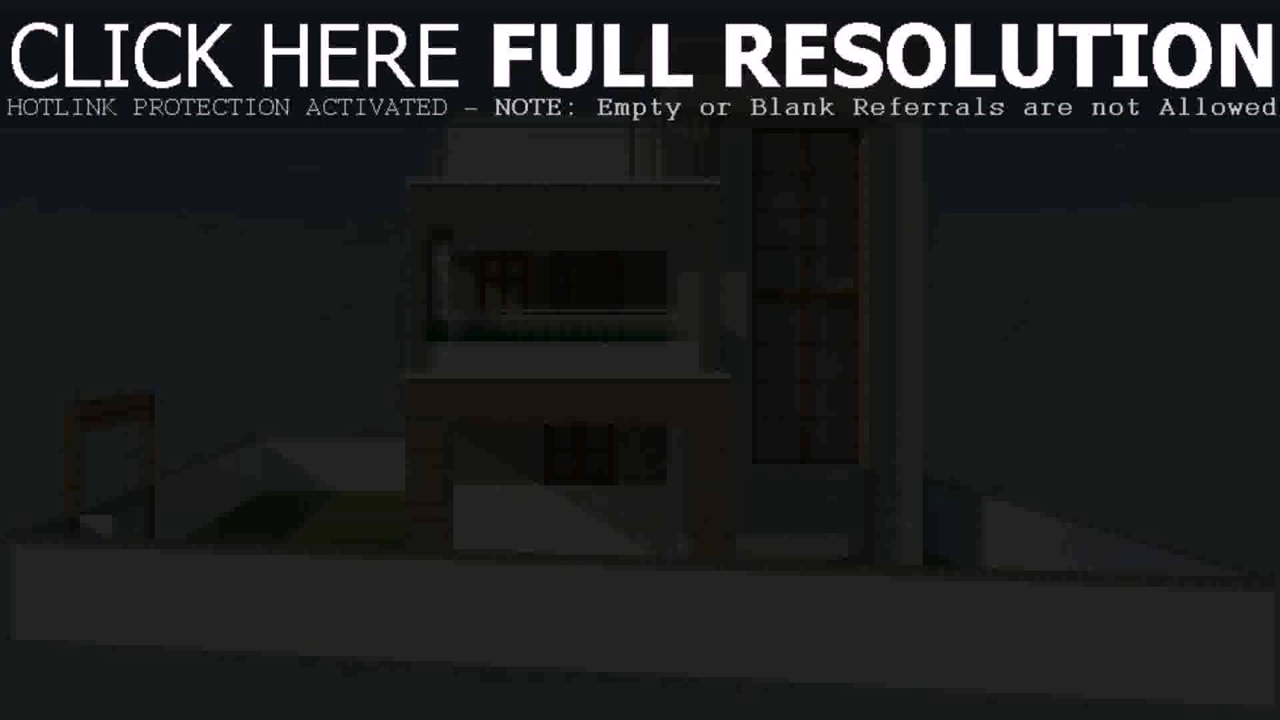 CLICK HERE FULL RESOLUTION
HOTLINK PROTECTION ACTIVATED – NOTE: Empty or Blank Referrals are not Allowed